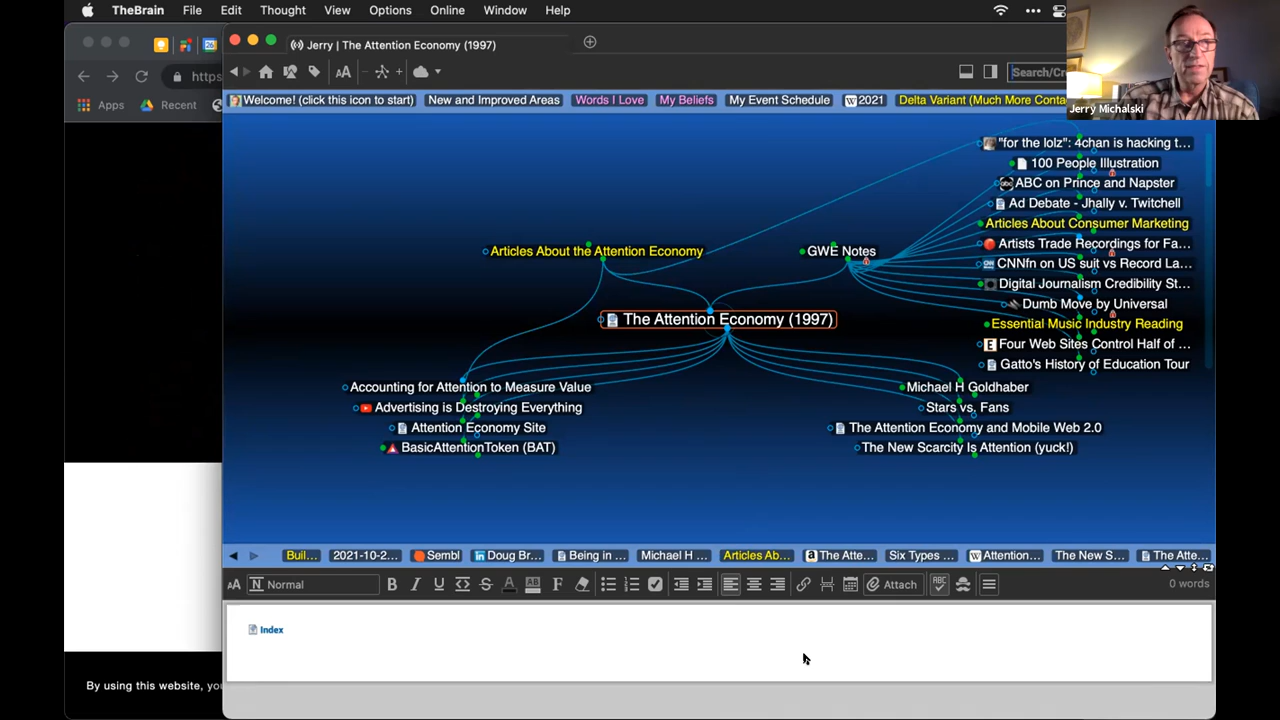 TheBrain File Edit Thought View Options Online Window Help
Jerry | The Attention Economy (1997)
https
Search/Cr
Apps Recent
Welcome! (click this icon to start) New and Improved Areas Words I Love My Beliefs My Event Schedule 2021 Delta Variant (Much More Conta
Jerry Michalski
"for the lolz": 4chan is hacking t...
100 People Illustration
ABC on Prince and Napster
Ad Debate - Jhally v. Twitchell
Articles About Consumer Marketing
Artists Trade Recordings for Fa...
CNNfn on US suit vs Record La...
Digital Journalism Credibility St...
Dumb Move by Universal
Essential Music Industry Reading
Four Web Sites Control Half of ...
Gatto's History of Education Tour
Articles About the Attention Economy
GWE Notes
The Attention Economy (1997)
Accounting for Attention to Measure Value
Advertising is Destroying Everything
Attention Economy Site
BasicAttentionToken (BAT)
Michael H Goldhaber
Stars vs. Fans
The Attention Economy and Mobile Web 2.0
The New Scarcity Is Attention (yuck!)
Buil... 2021-10-2... Sembl Doug Br... Being in ... Michael H ... Articles Ab... The Atte... Six Types ... Attention... The New S... The Atte...
Normal B I U S A AB F Attach ABC 0 words
Index
By using this website, you